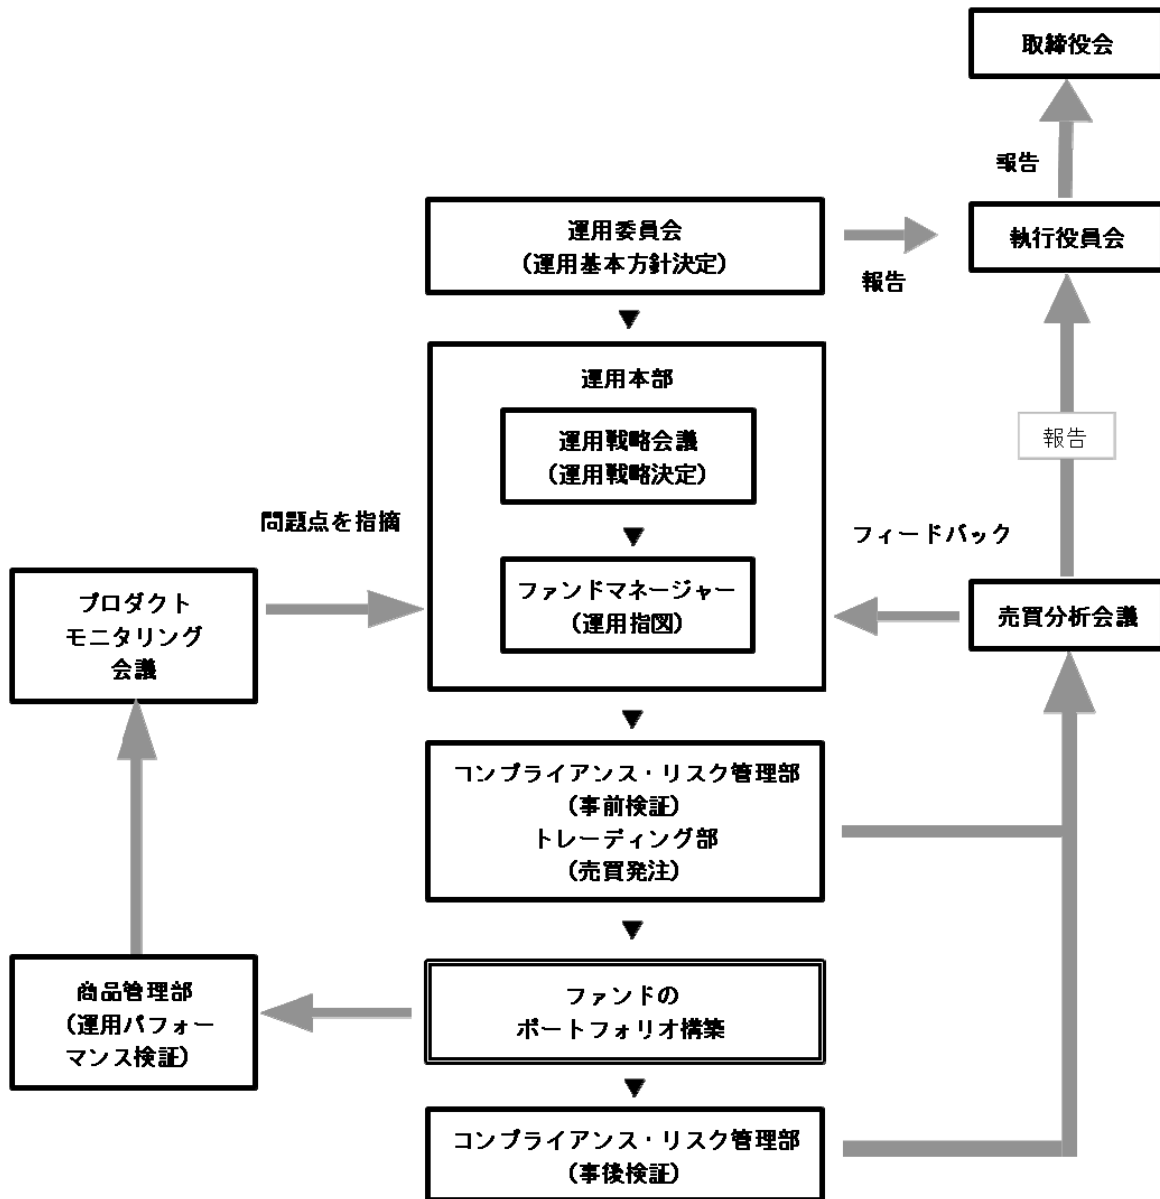 取締役会
報告
運用委員会
(運用基本方針決定)
執行役員会
報告
運用本部
運用戦略会議
(運用戦略決定)
報告
問題点を指摘
フィードバック
ファンドマネージャー
(運用指図)
プロダクト
モニタリング
会議
売買分析会議
コンプライアンス・リスク管理部
(事前検証)
トレーディング部
(売買発注)
商品管理部
(運用パフォー
マンス検証)
ファンドの
ポートフォリオ構築
コンプライアンス・リスク管理部
(事後検証)